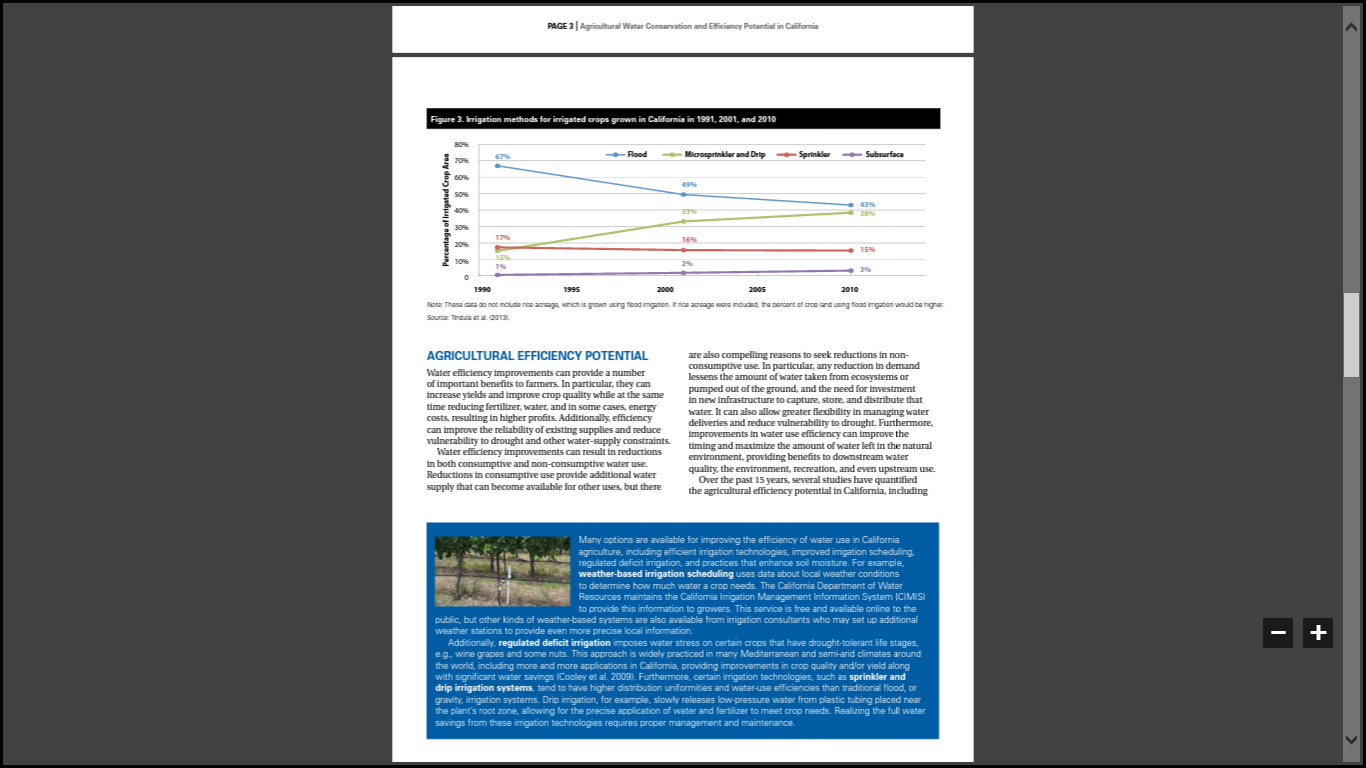 PAGE 3 | Agricultural Water Conservation and Efficiency Potential in California
Figure 3. Irrigation methods for irrigated crops grown in California in 1991, 2001, and 2010
Percentage of Irrigated Crop Area
80%
70%
60%
50%
40%
30%
20%
10%
0
Flood
Microsprinkler and Drip
Sprinkler
Subsurface
67%
49%
43%
33%
38%
17%
16%
15%
15%
1%
2%
3%
1990
1995
2000
2005
2010
Note: These data do not include rice acreage, which is grown using flood irrigation. If rice acreage were included, the percent of crop land using flood irrigation would be higher.
Source: Tindula et al. (2013).
AGRICULTURAL EFFICIENCY POTENTIAL
Water efficiency improvements can provide a number
of important benefits to farmers. In particular, they can
increase yields and improve crop quality while at the same
time reducing fertilizer, water, and in some cases, energy
costs, resulting in higher profits. Additionally, efficiency
can improve the reliability of existing supplies and reduce
vulnerability to drought and other water-supply constraints.
Water efficiency improvements can result in reductions
in both consumptive and non-consumptive water use.
Reductions in consumptive use provide additional water
supply that can become available for other uses, but there
are also compelling reasons to seek reductions in non-
consumptive use. In particular, any reduction in demand
lessens the amount of water taken from ecosystems or
pumped out of the ground, and the need for investment
in new infrastructure to capture, store, and distribute that
water. It can also allow greater flexibility in managing water
deliveries and reduce vulnerability to drought. Furthermore,
improvements in water use efficiency can improve the
timing and maximize the amount of water left in the natural
environment, providing benefits to downstream water
quality, the environment, recreation, and even upstream use.
Over the past 15 years, several studies have quantified
the agricultural efficiency potential in California, including
Many options are available for improving the efficiency of water use in California
agriculture, including efficient irrigation technologies, improved irrigation scheduling,
regulated deficit irrigation, and practices that enhance soil moisture. For example,
weather-based irrigation scheduling uses data about local weather conditions
to determine how much water a crop needs. The California Department of Water
Resources maintains the California Irrigation Management Information System (CIMIS)
to provide this information to growers. This service is free and available online to the
public, but other kinds of weather-based systems are also available from irrigation consultants who may set up additional
weather stations to provide even more precise local information.
Additionally, regulated deficit irrigation imposes water stress on certain crops that have drought-tolerant life stages,
e.g., wine grapes and some nuts. This approach is widely practiced in many Mediterranean and semi-arid climates around
the world, including more and more applications in California, providing improvements in crop quality and/or yield along
with significant water savings (Cooley et al. 2009). Furthermore, certain irrigation technologies, such as sprinkler and
drip irrigation systems, tend to have higher distribution uniformities and water-use efficiencies than traditional flood, or
gravity, irrigation systems. Drip irrigation, for example, slowly releases low-pressure water from plastic tubing placed near
the plant's root zone, allowing for the precise application of water and fertilizer to meet crop needs. Realizing the full water
savings from these irrigation technologies requires proper management and maintenance.